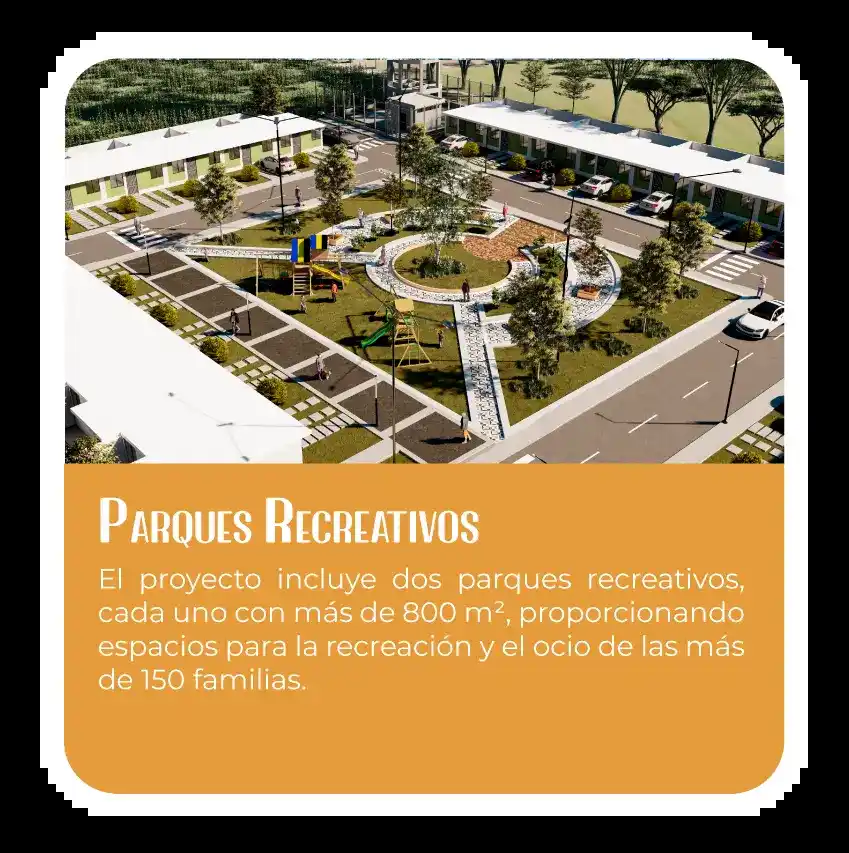 Parques Recreativos
El proyecto incluye dos parques recreativos,
cada uno con más de 800 m², proporcionando
espacios para la recreación y el ocio de las más
de 150 familias.